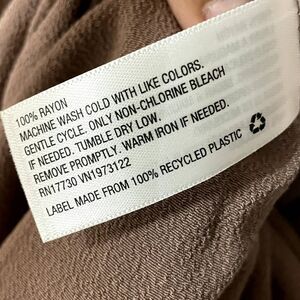 100% RAYON
MACHINE WASH COLD WITH LIKE COLORS.
GENTLE CYCLE. ONLY NON-CHLORINE BLEACH
IF NEEDED. TUMBLE DRY LOW.
REMOVE PROMPTLY. WARM IRON IF NEEDED.
RN17730 VN1973122
LABEL MADE FROM 100% RECYCLED PLASTIC